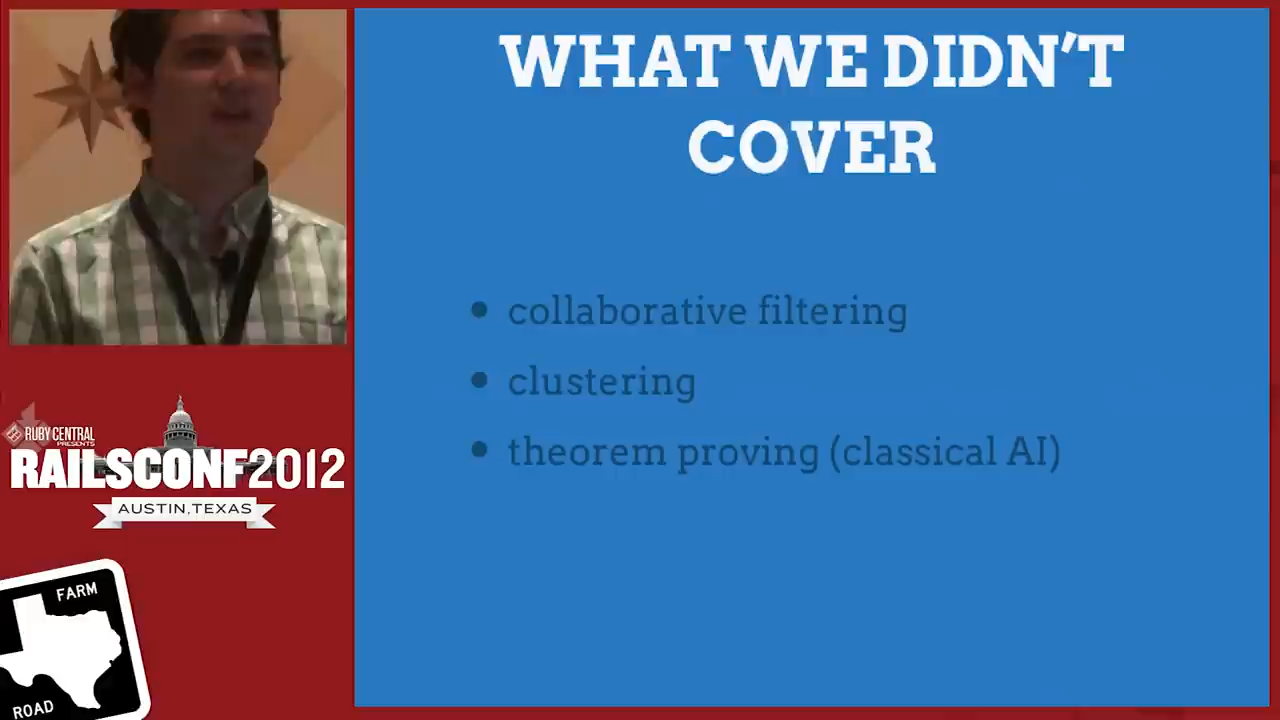 WHAT WE DIDN'T
COVER
• collaborative filtering
• clustering
• theorem proving (classical AI)
RUBY CENTRAL
PRESENTS
RAILSCONF2012
AUSTIN, TEXAS
FARM
ROAD